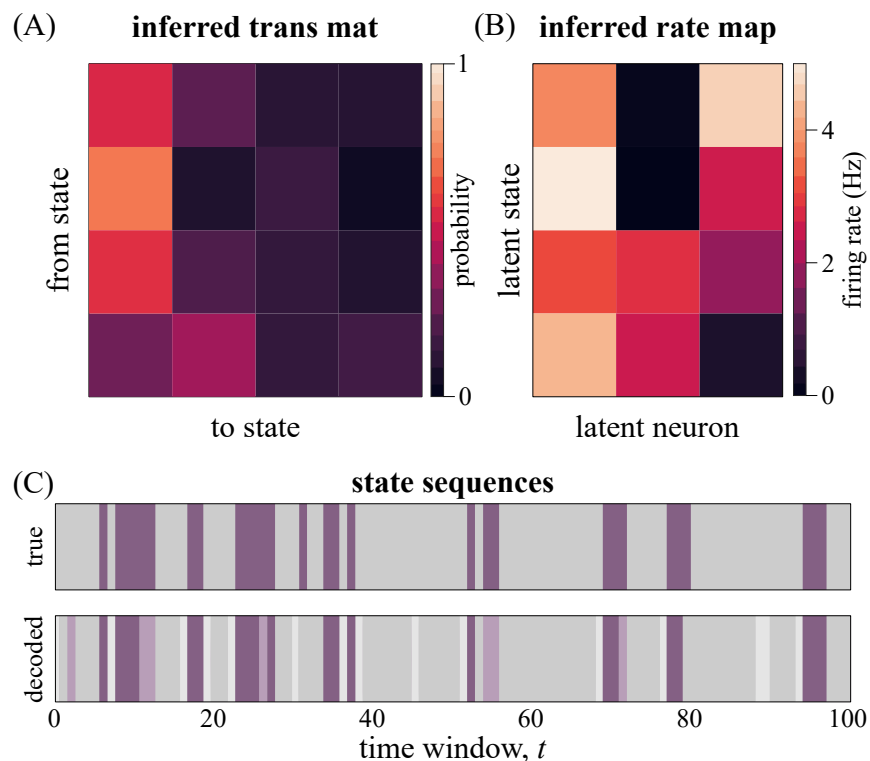 (A) inferred trans mat
from state
to state
1
0
probability
(B) inferred rate map
latent state
latent neuron
4
2
0
firing rate (Hz)
(C) state sequences
true
decoded
0 20 40 60 80 100
time window, t